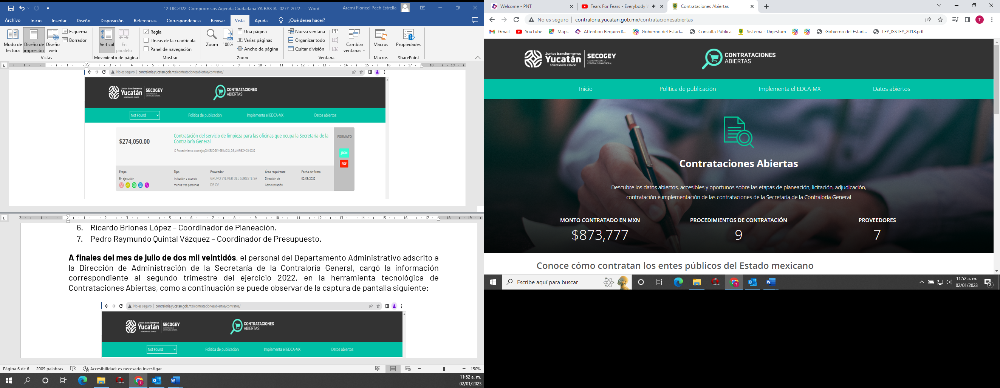 12-DIC2022 Compromisos Agenda Ciudadana YA BASTA -02 01 2022- - Word
Aremi Floricel Pech Estrella
Archivo Inicio Insertar Diseño Disposición Referencias Correspondencia Revisar Vista Ayuda ¿Qué desea hacer?
Modo de lectura
Diseño de impresión
Diseño web
Esquema
Borrador
Vistas
Vertical
En paralelo
Movimiento de página
Regla
Líneas de la cuadrícula
Panel de navegación
Mostrar
Zoom
100%
Una página
Varias páginas
Ancho de página
Zoom
Nueva ventana
Organizar todo
Quitar división
Cambiar ventanas
Ventana
Macros
Macros
Propiedades
SharePoint
No es seguro | contraloria.yucatan.gob.mx/contratacionesabiertas/contratos/
Juntos transformemos
Yucatán
GOBIERNO DEL ESTADO
SECOGEY
SECRETARÍA DE LA
CONTRALORÍA GENERAL
CONTRATACIONES
ABIERTAS
Not Found Política de publicación Implementa el EDCA-MX Datos abiertos
$274,050.00
Contratación del servicio de limpieza para las oficinas que ocupa la Secretaría de la
Contraloría General
ID Procedimiento: ocds-ejxq00-SECOGEY-SERVICIO_DE_LIMPIEZA-03-2022
FORMATO
JSON
PDF
Etapa Tipo Proveedor Área requirente Fecha de firma
En ejecución Invitación a cuando GRUPO SYLMER DEL SURESTE SA Dirección de 02/05/2022
menos tres personas DE CV Administración
6. Ricardo Briones López – Coordinador de Planeación.
7. Pedro Raymundo Quintal Vázquez – Coordinador de Presupuesto.
A finales del mes de julio de dos mil veintidós, el personal del Departamento Administrativo adscrito a
la Dirección de Administración de la Secretaría de la Contraloría General, cargó la información
correspondiente al segundo trimestre del ejercicio 2022, en la herramienta tecnológica de
Contrataciones Abiertas, como a continuación se puede observar de la captura de pantalla siguiente:
No es seguro | contraloria.yucatan.gob.mx/contratacionesabiertas/contratos/
Juntos transformemos
Yucatán
GOBIERNO DEL ESTADO
SECOGEY
SECRETARÍA DE LA
CONTRALORÍA GENERAL
CONTRATACIONES
ABIERTAS
Not Found Política de publicación Implementa el EDCA-MX Datos abiertos
Página 6 de 6 2009 palabras Accesibilidad: es necesario investigar 150%
11:52 a. m.
02/01/2023
Welcome - PNT
Tears For Fears - Everybody
Contrataciones Abiertas
No es seguro | contraloria.yucatan.gob.mx/contratacionesabiertas
T
Gmail YouTube Maps Attention Required!... Gobierno del Estad... Consulta Pública Sistema - Digestum Gobierno del Estad... LEY_ISSTEY_2018.pdf
Juntos transformemos
Yucatán
GOBIERNO DEL ESTADO
SECOGEY
SECRETARÍA DE LA
CONTRALORÍA GENERAL
CONTRATACIONES
ABIERTAS
Inicio Política de publicación Implementa el EDCA-MX Datos abiertos
Contrataciones Abiertas
Descubre los datos abiertos, accesibles y oportunos sobre las etapas de planeación, licitación, adjudicación,
contratación e implementación de las contrataciones de la Secretaría de la Contraloría General
MONTO CONTRATADO EN MXN PROCEDIMIENTOS DE CONTRATACIÓN PROVEEDORES
$873,777 9 7
Conoce cómo contratan los entes públicos del Estado mexicano
Escribe aquí para buscar
11:52 a. m.
02/01/2023
2